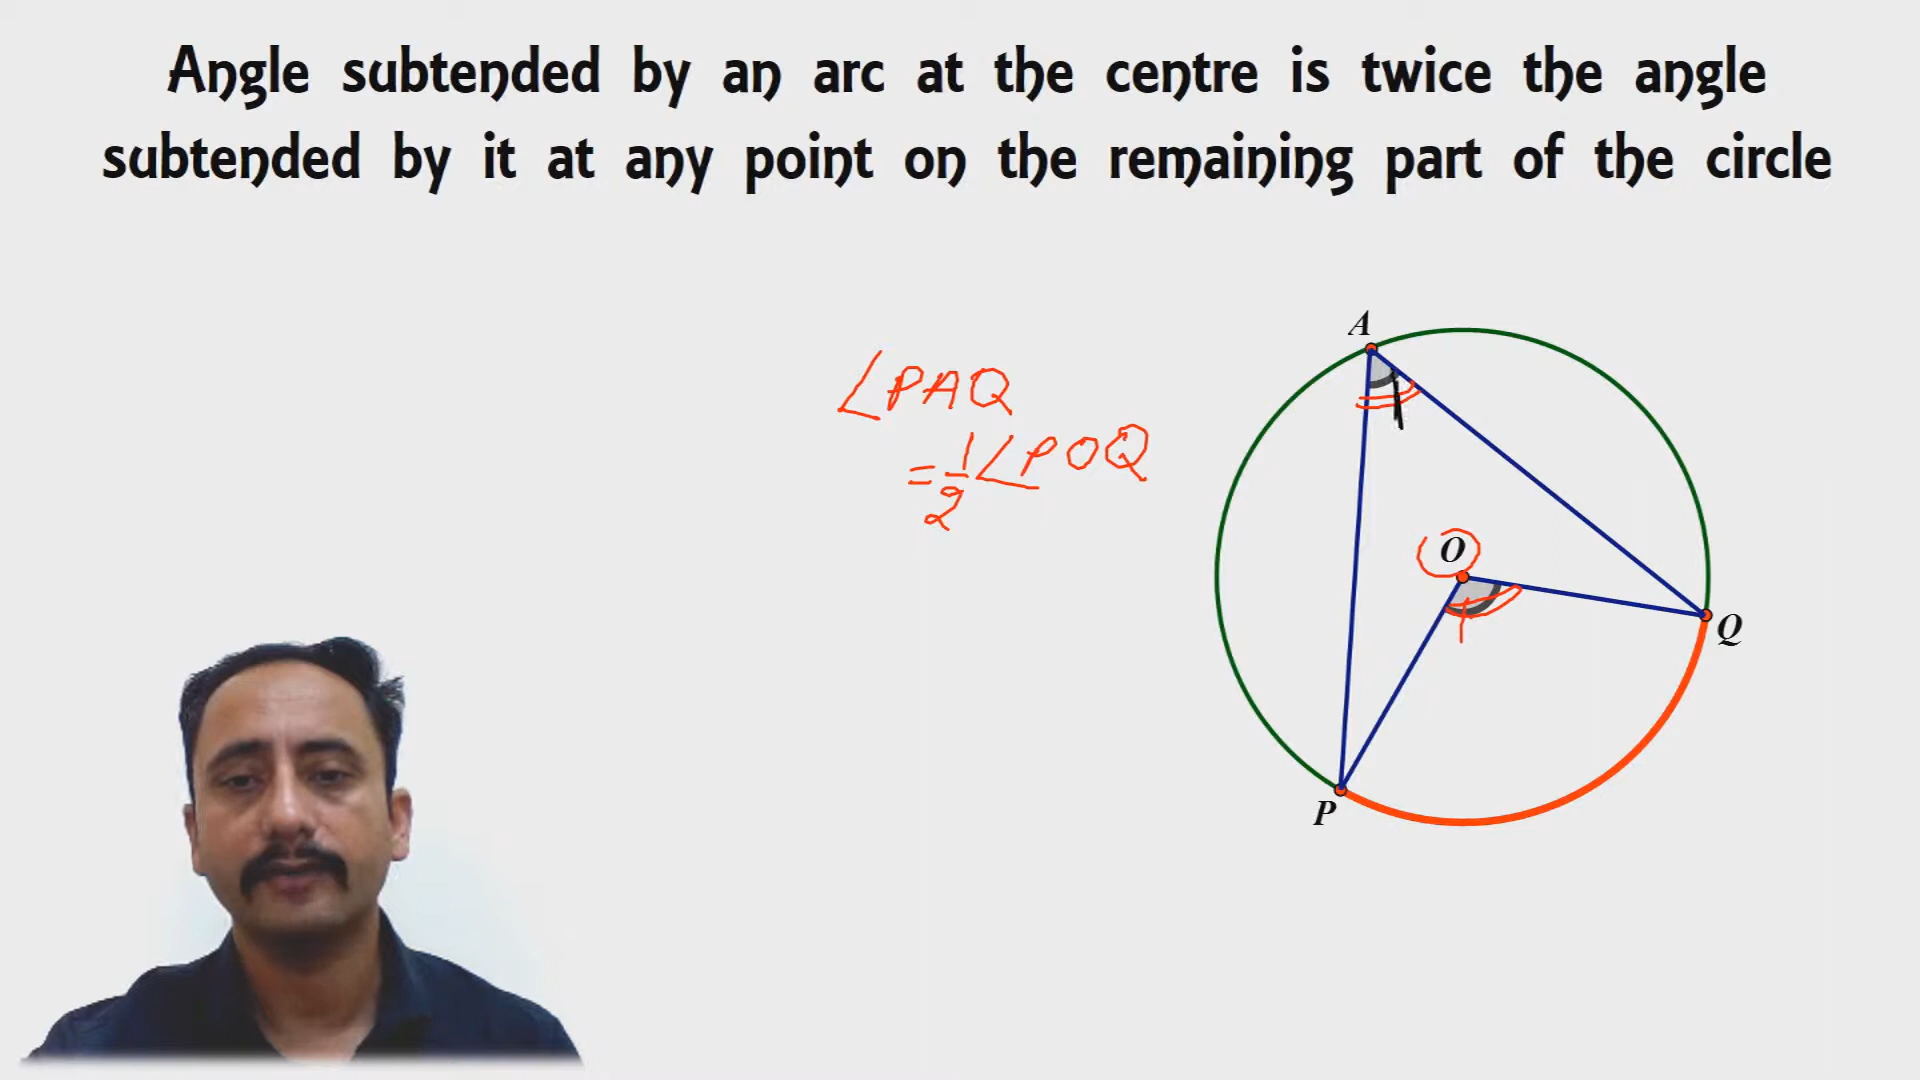 Angle subtended by an arc at the centre is twice the angle
subtended by it at any point on the remaining part of the circle
A
∠PAQ
= 1/2 ∠POQ
O
Q
P